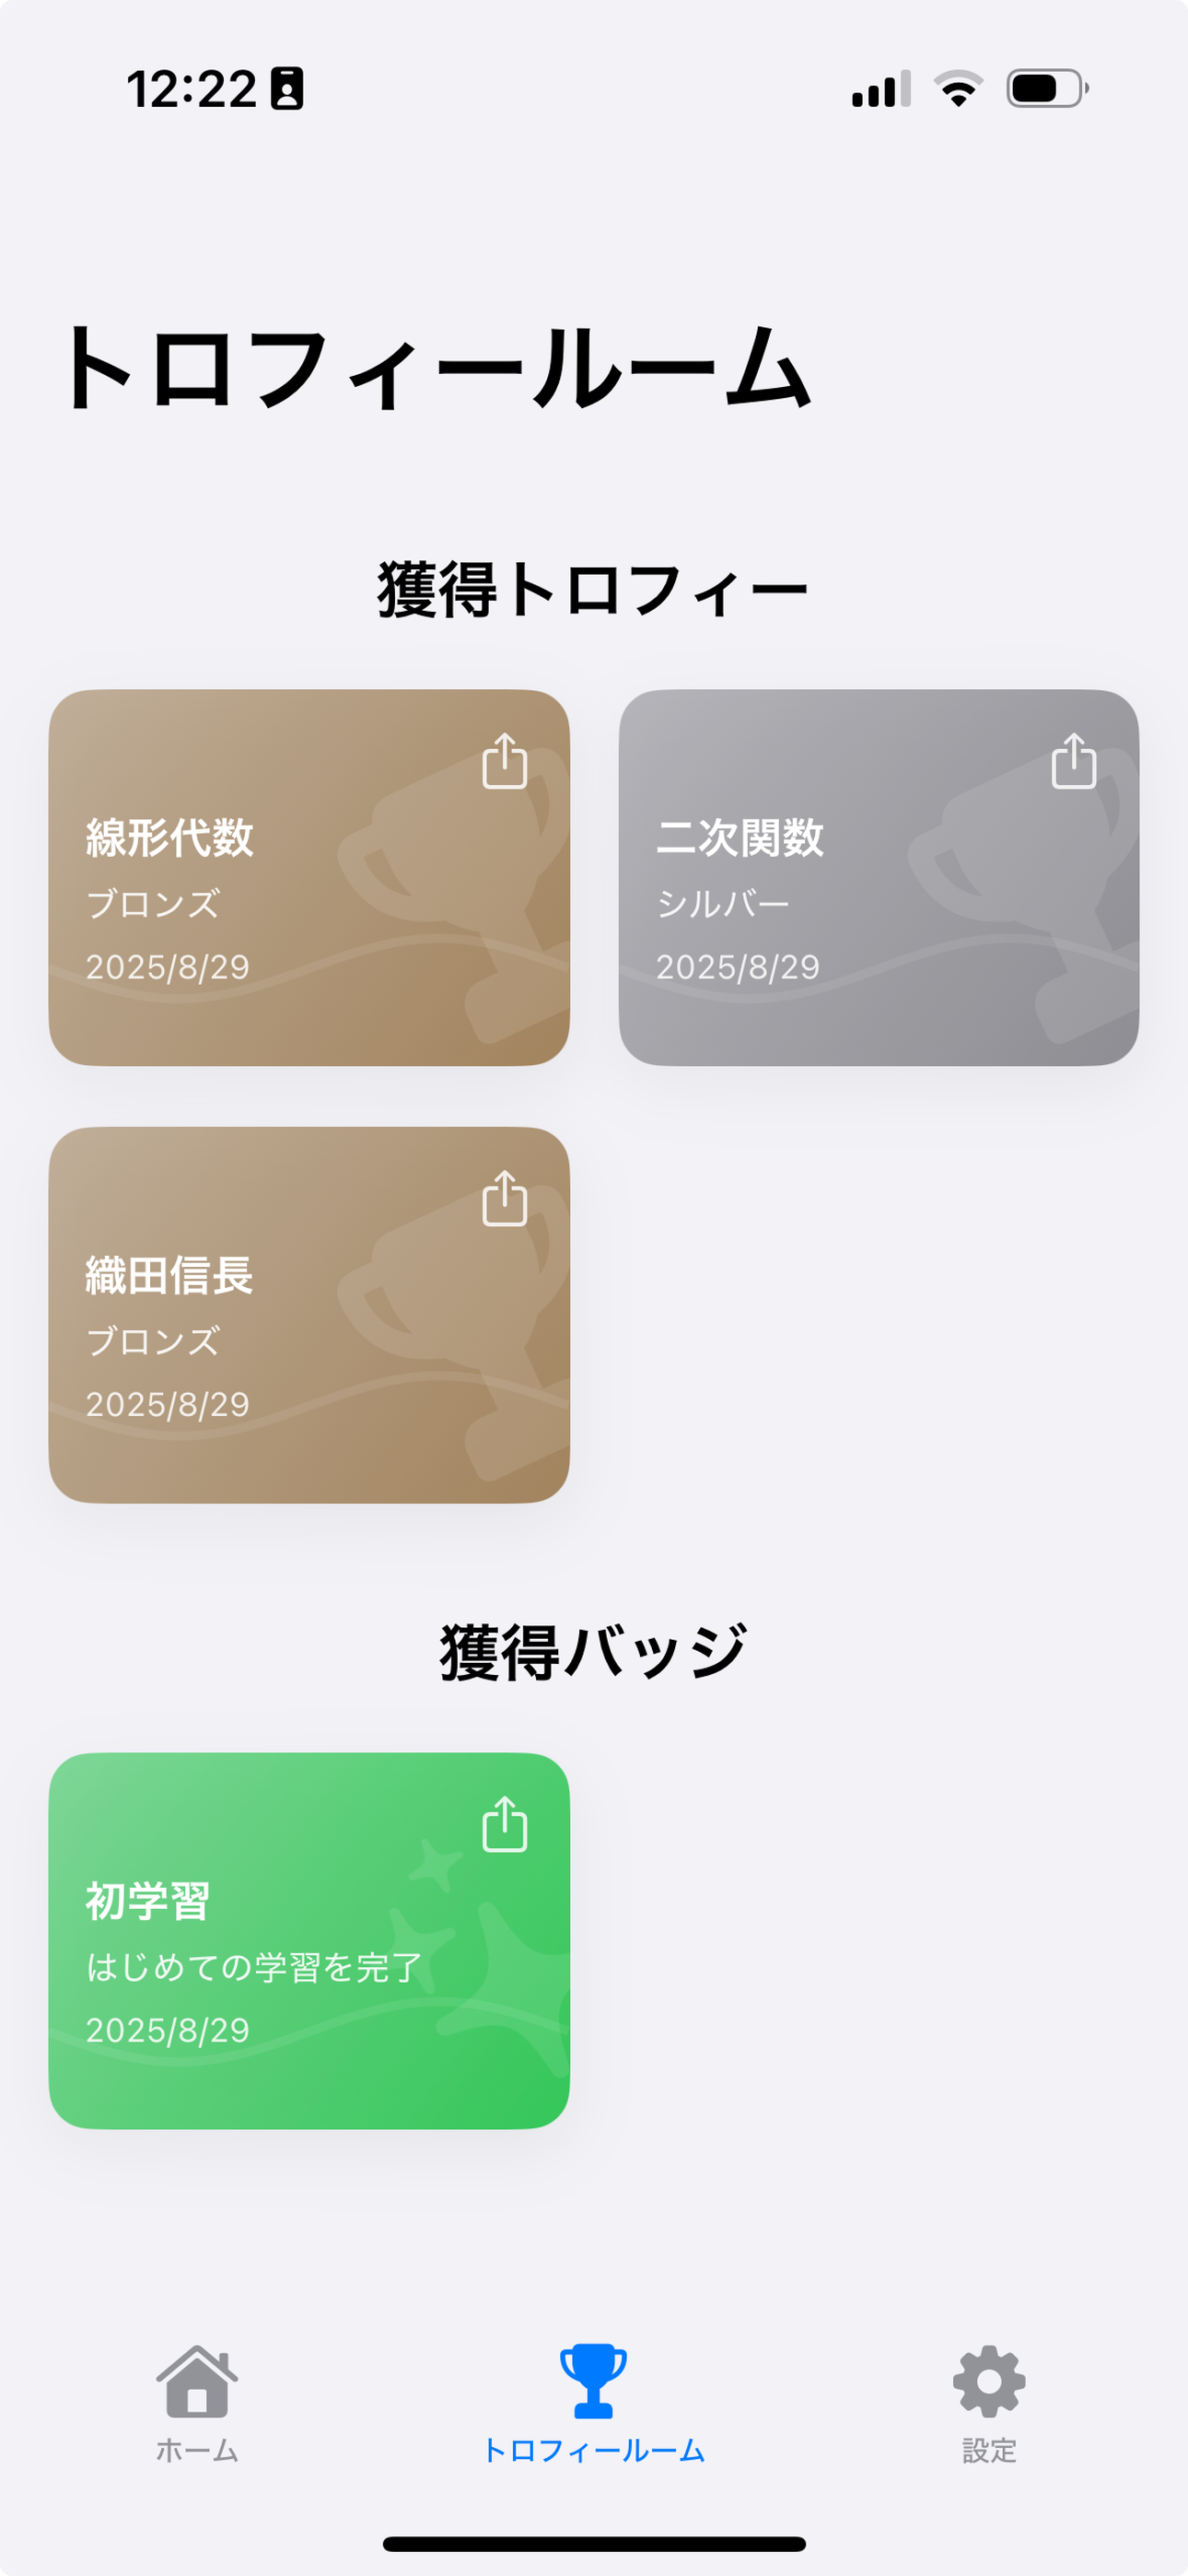 12:22
トロフィールーム
獲得トロフィー
線形代数
ブロンズ
2025/8/29
二次関数
シルバー
2025/8/29
織田信長
ブロンズ
2025/8/29
獲得バッジ
初学習
はじめての学習を完了
2025/8/29
ホーム
トロフィールーム
設定